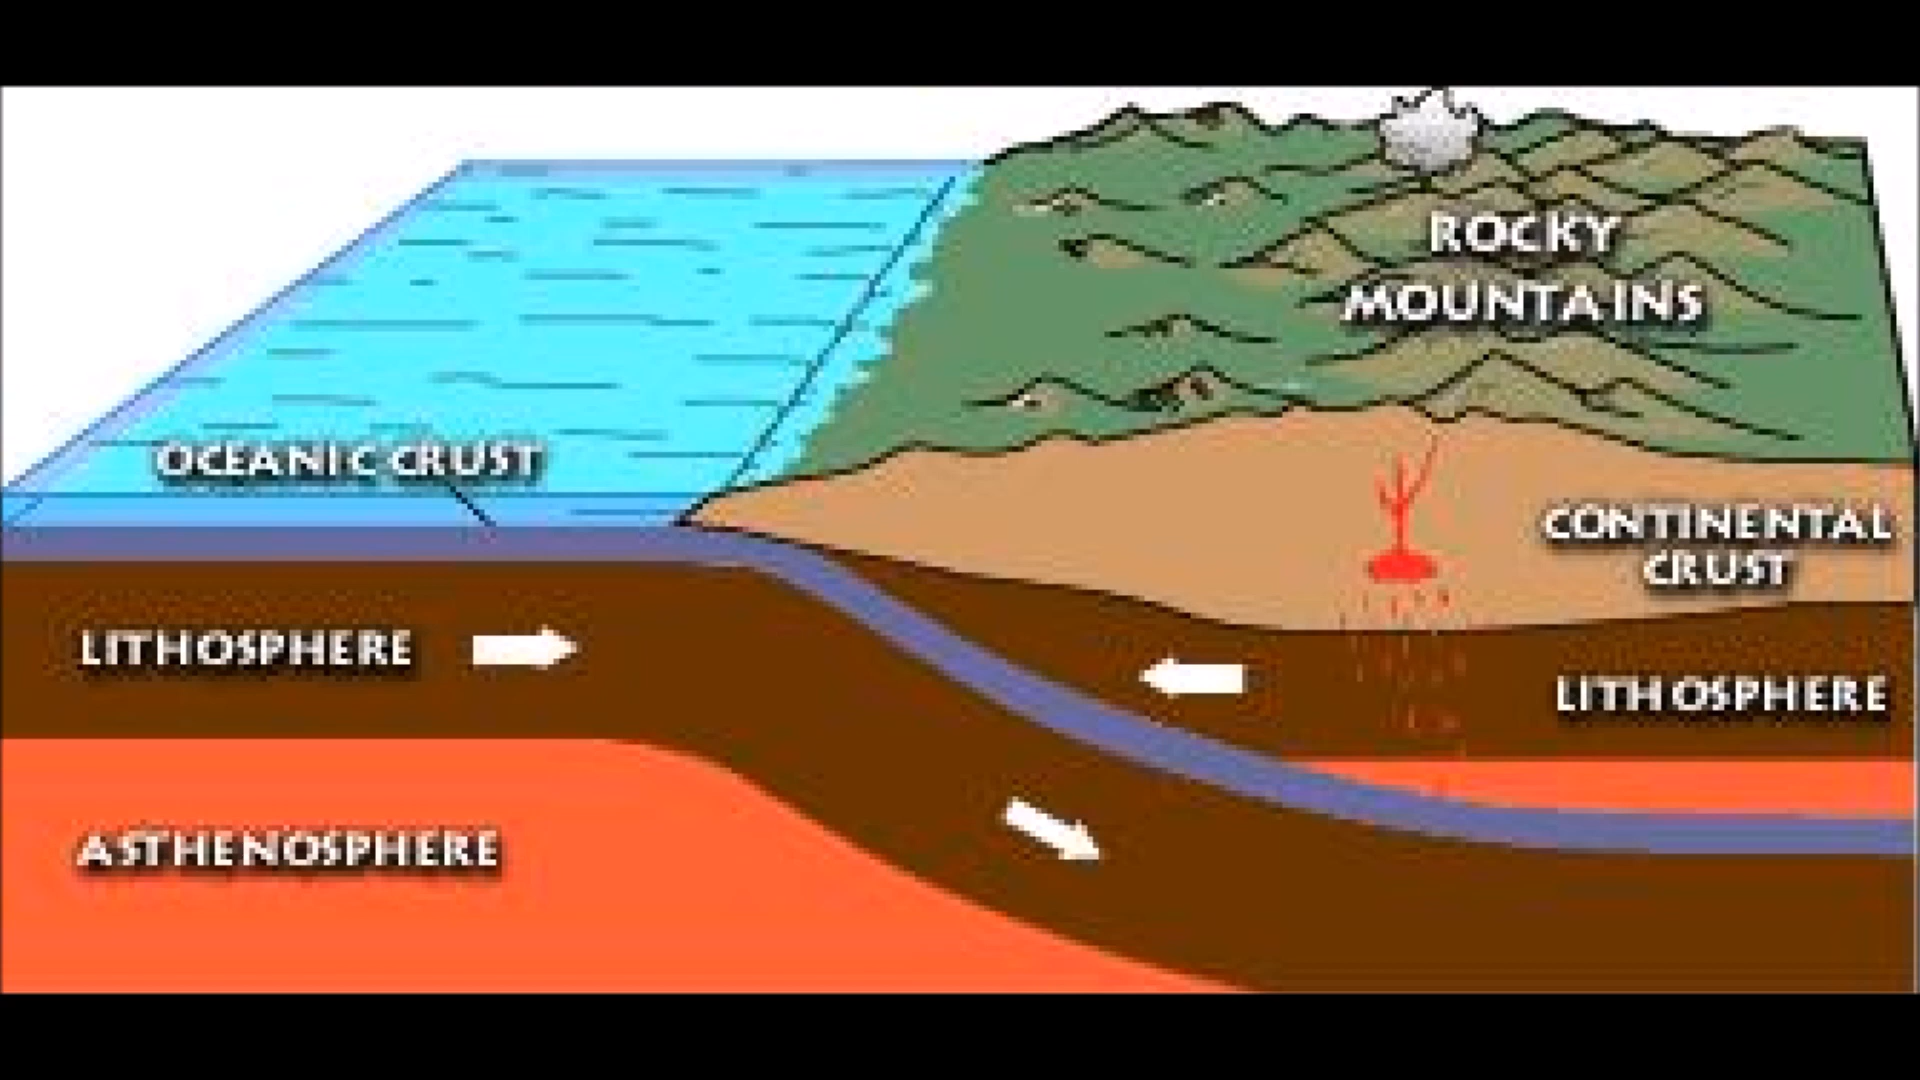 ROCKY
MOUNTAINS
OCEANIC CRUST
CONTINENTAL
CRUST
LITHOSPHERE
LITHOSPHERE
ASTHENOSPHERE